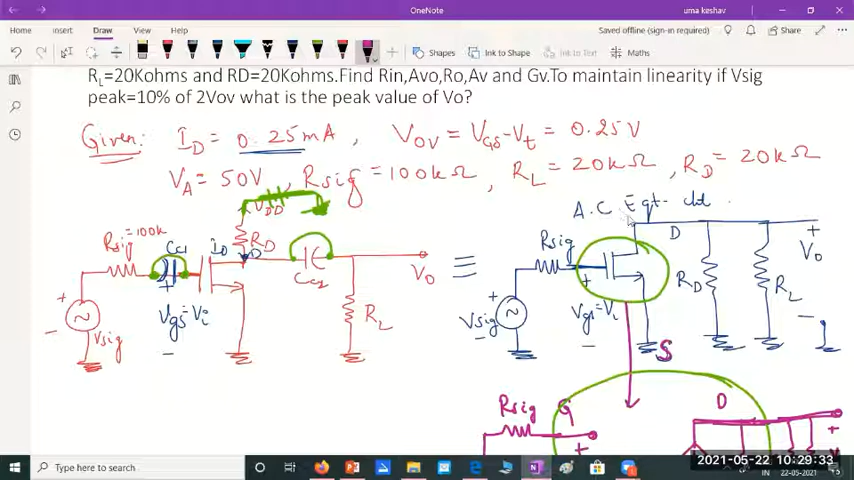 OneNote
uma keshav
Home Insert Draw View Help Saved offline (sign-in required) Share
Shapes Ink to Shape Ink to Text Maths
RL=20Kohms and RD=20Kohms.Find Rin,Avo,Ro,Av and Gv.To maintain linearity if Vsig
peak=10% of 2Vov what is the peak value of Vo?
Given: ID = 0.25mA , VOV = VGS-Vt = 0.25V
VA = 50V , Rsig = 100kΩ , RL = 20kΩ , RD = 20kΩ
A.C. Eqt. ckt
Rsig = 100k CC1 ID VDD RD D CC2 VO
Vgs = Vi RL
+ - Vsig
≡
Rsig D RD RL + VO -
Vsig + - Vgs = Vi S
Rsig G D +
Type here to search
IN 22-05-2021
2021-05-22 10:29:33